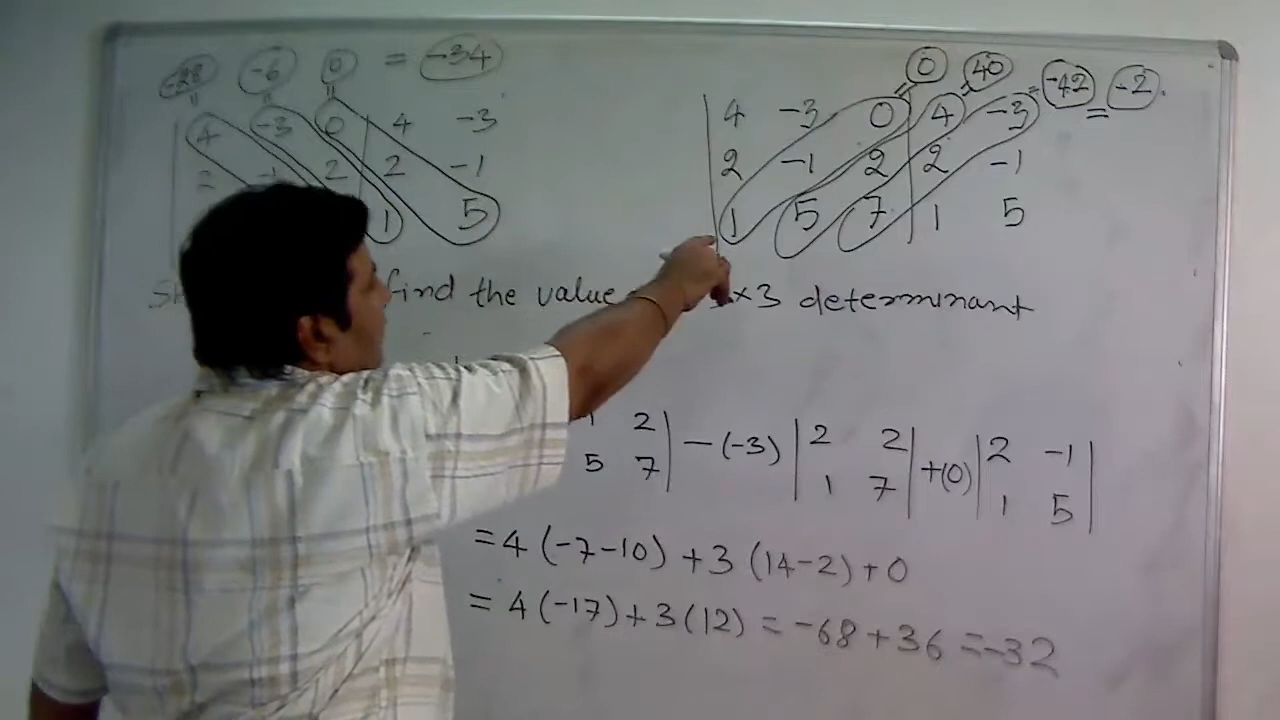 -28 -6 0 = -34
4 -3 0 | 4 -3
2 2 -1
1 5
0 40 -42 = -2.
4 -3 0 | 4 -3
2 -1 2 | 2 -1
1 5 7 | 1 5
find the value ×3 determinant
2 | -(-3) | 2 2 | +(0) | 2 -1 |
5 7 | | 1 7 | | 1 5 |
= 4 (-7-10) +3 (14-2) + 0
= 4 (-17) + 3 (12) = -68 + 36 = -32